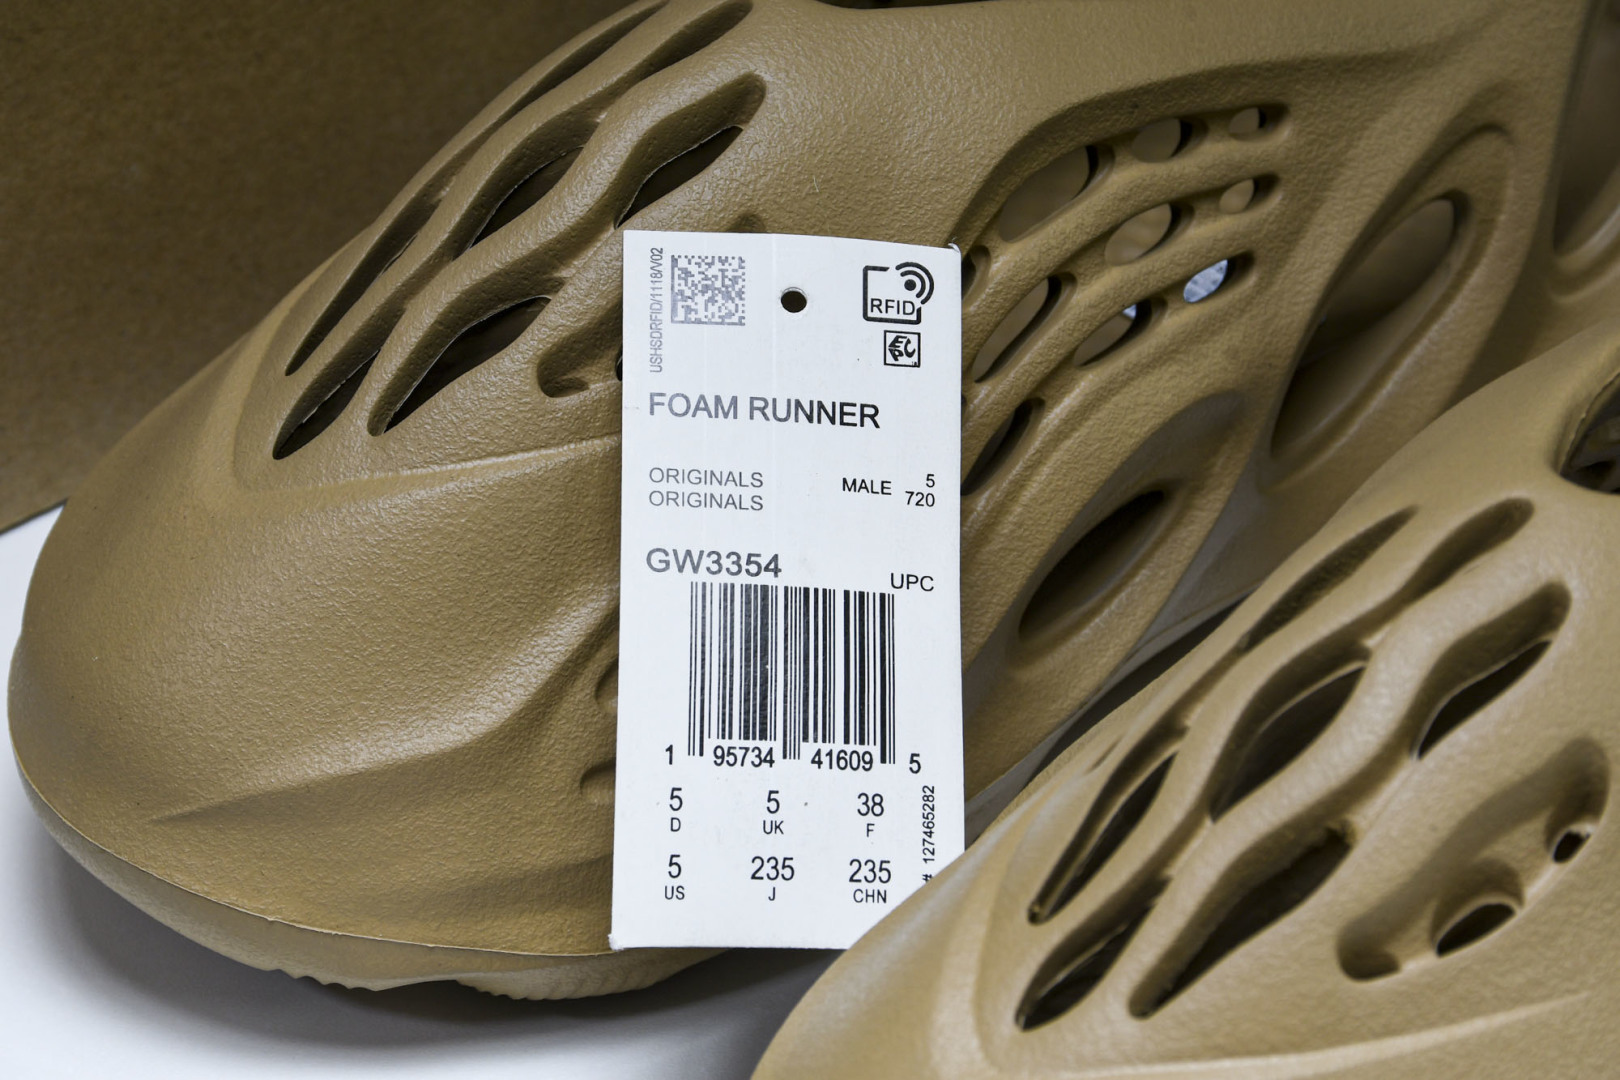 USHSDRFID/1118/V02
RFID
EPC
FOAM RUNNER
ORIGINALS
ORIGINALS
MALE 5
720
GW3354
UPC
1 95734 41609 5
5 5 38
D UK F
5 235 235
US J CHN
# 127465282